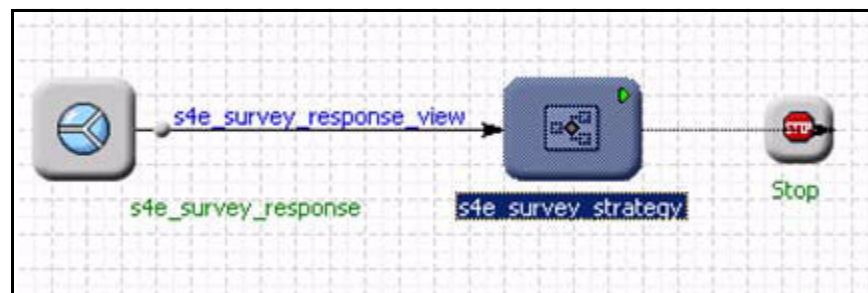 s4e_survey_response_view
STOP
s4e_survey_response
s4e_survey_strategy
Stop